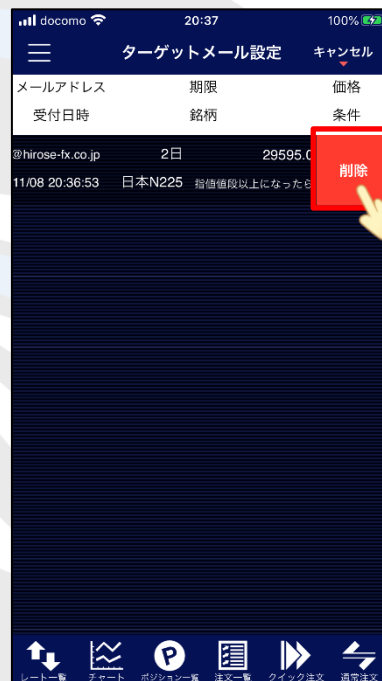 docomo 20:37 100%
ターゲットメール設定 キャンセル
メールアドレス 期限 価格
受付日時 銘柄 条件
@hirose-fx.co.jp 2日 29595.0
11/08 20:36:53 日本N225 指値値段以上になったら
削除
レート一覧 チャート ポジション一覧 注文一覧 クイック注文 通常注文